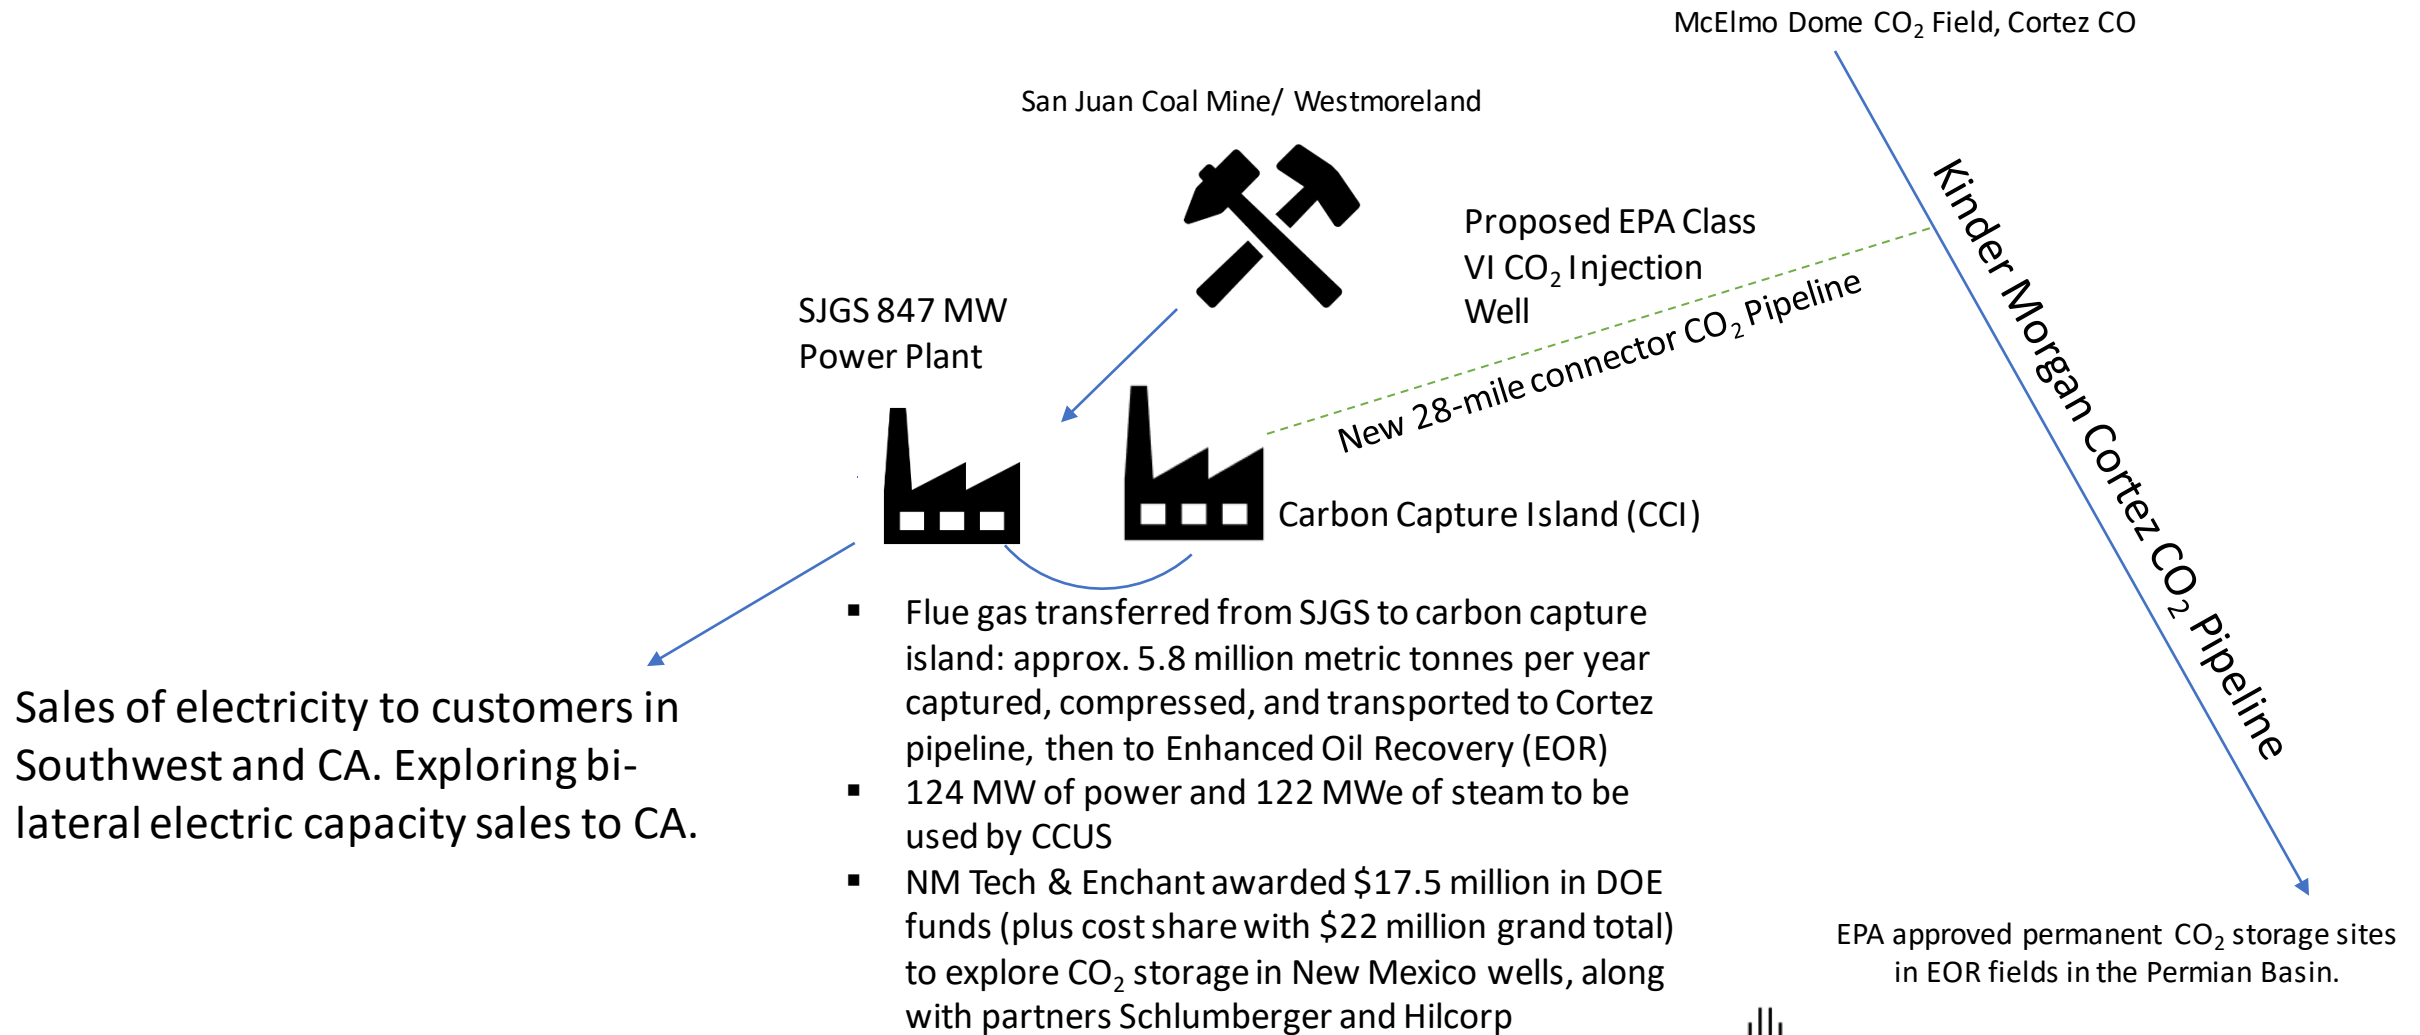 McElmo Dome CO₂ Field, Cortez CO
San Juan Coal Mine/ Westmoreland
Proposed EPA Class
VI CO₂ Injection
Well
SJGS 847 MW
Power Plant
New 28-mile connector CO₂ Pipeline
Kinder Morgan Cortez CO₂ Pipeline
Carbon Capture Island (CCI)
▪ Flue gas transferred from SJGS to carbon capture
island: approx. 5.8 million metric tonnes per year
captured, compressed, and transported to Cortez
pipeline, then to Enhanced Oil Recovery (EOR)
▪ 124 MW of power and 122 MWe of steam to be
used by CCUS
▪ NM Tech & Enchant awarded $17.5 million in DOE
funds (plus cost share with $22 million grand total)
to explore CO₂ storage in New Mexico wells, along
with partners Schlumberger and Hilcorp
Sales of electricity to customers in
Southwest and CA. Exploring bi-
lateral electric capacity sales to CA.
EPA approved permanent CO₂ storage sites
in EOR fields in the Permian Basin.